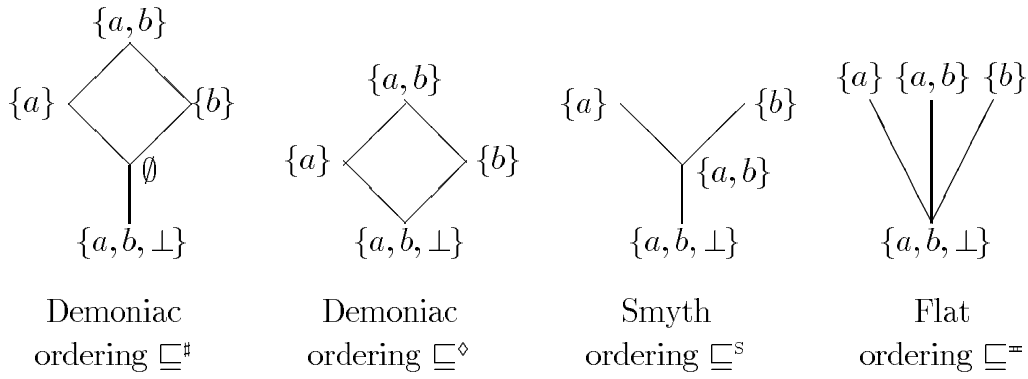 {a, b}
{a} {b}
∅
{a, b, ⊥}
Demoniac
ordering ⊑♯
{a, b}
{a} {b}
{a, b, ⊥}
Demoniac
ordering ⊑◊
{a} {b}
{a, b}
{a, b, ⊥}
Smyth
ordering ⊑S
{a} {a, b} {b}
{a, b, ⊥}
Flat
ordering ⊑=